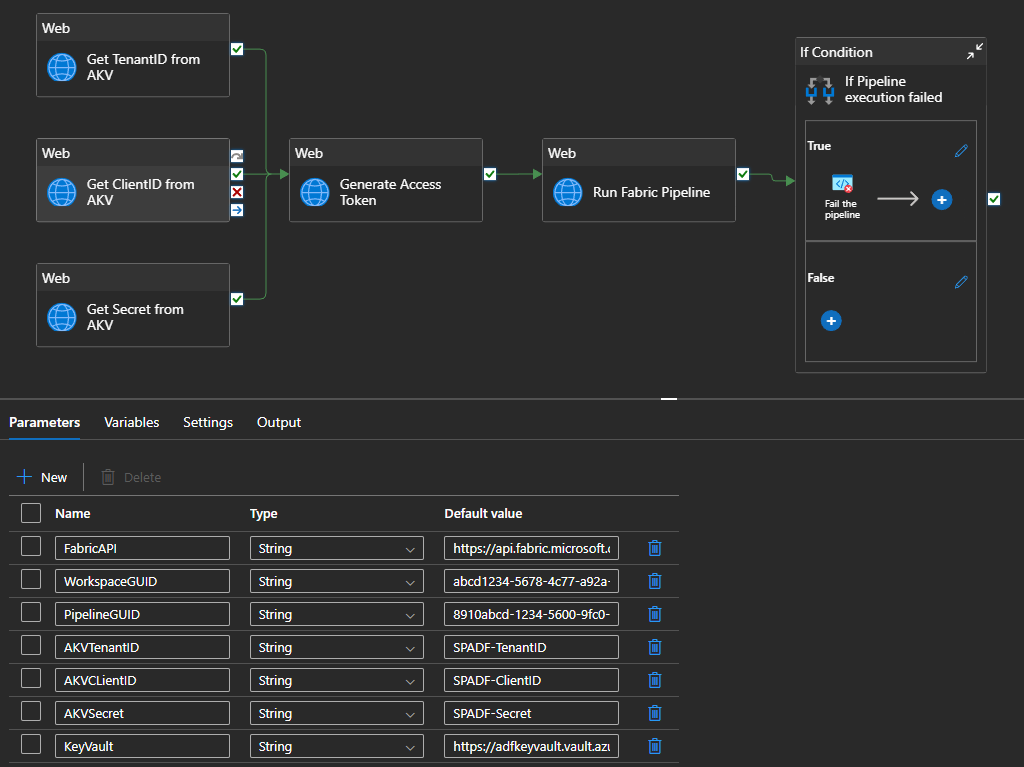 Web
Get TenantID from
AKV
Web
Get ClientID from
AKV
Web
Get Secret from
AKV
Web
Generate Access
Token
Web
Run Fabric Pipeline
If Condition
If Pipeline
execution failed
True
Fail the
pipeline
False
Parameters Variables Settings Output
New Delete
Name Type Default value
FabricAPI String https://api.fabric.microsoft.
WorkspaceGUID String abcd1234-5678-4c77-a92a-
PipelineGUID String 8910abcd-1234-5600-9fc0-
AKVTenantID String SPADF-TenantID
AKVCLientID String SPADF-ClientID
AKVSecret String SPADF-Secret
KeyVault String https://adfkeyvault.vault.azu